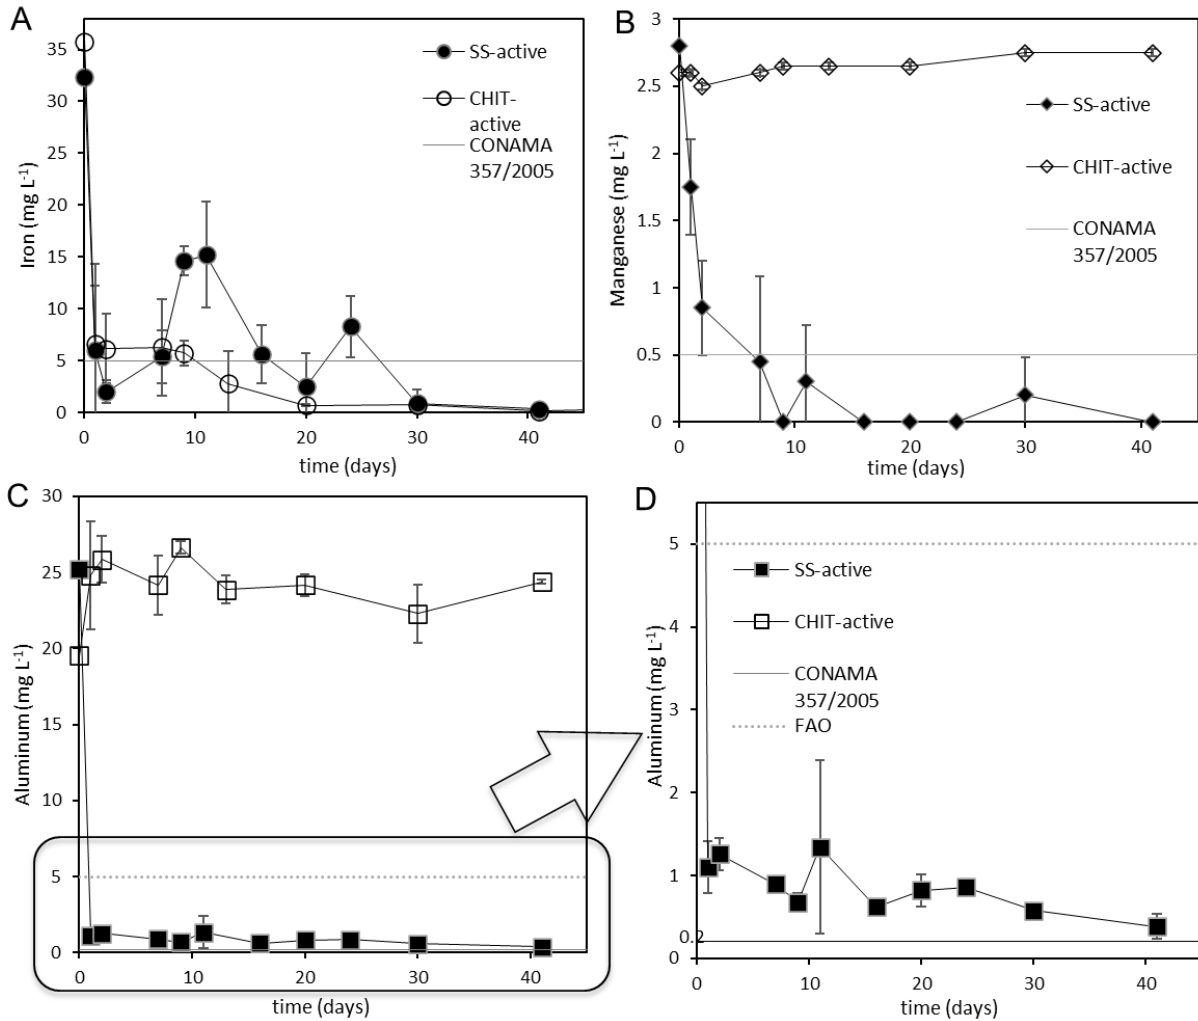 A
Iron (mg L-1)
35
30
25
20
15
10
5
0
0 10 20 30 40
time (days)
SS-active
CHIT-
active
CONAMA
357/2005
B
Manganese (mg L-1)
3
2.5
2
1.5
1
0.5
0
0 10 20 30 40
time (days)
SS-active
CHIT-active
CONAMA
357/2005
C
Aluminum (mg L-1)
30
25
20
15
10
5
0
0 10 20 30 40
time (days)
D
Aluminum (mg L-1)
5
4
3
2
1
0.2
0
0 10 20 30 40
time (days)
SS-active
CHIT-active
CONAMA
357/2005
FAO